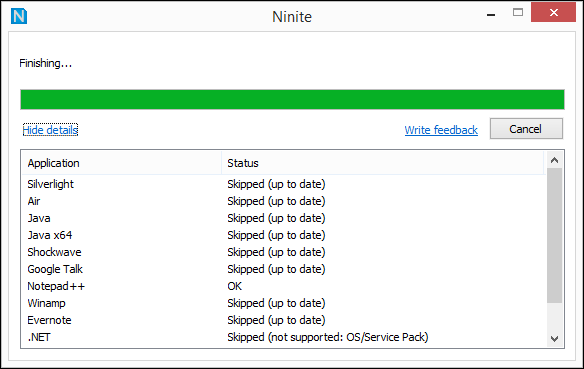 N Ninite
Finishing...
Hide details Write feedback Cancel
Application Status
Silverlight Skipped (up to date)
Air Skipped (up to date)
Java Skipped (up to date)
Java x64 Skipped (up to date)
Shockwave Skipped (up to date)
Google Talk Skipped (up to date)
Notepad++ OK
Winamp Skipped (up to date)
Evernote Skipped (up to date)
.NET Skipped (not supported: OS/Service Pack)